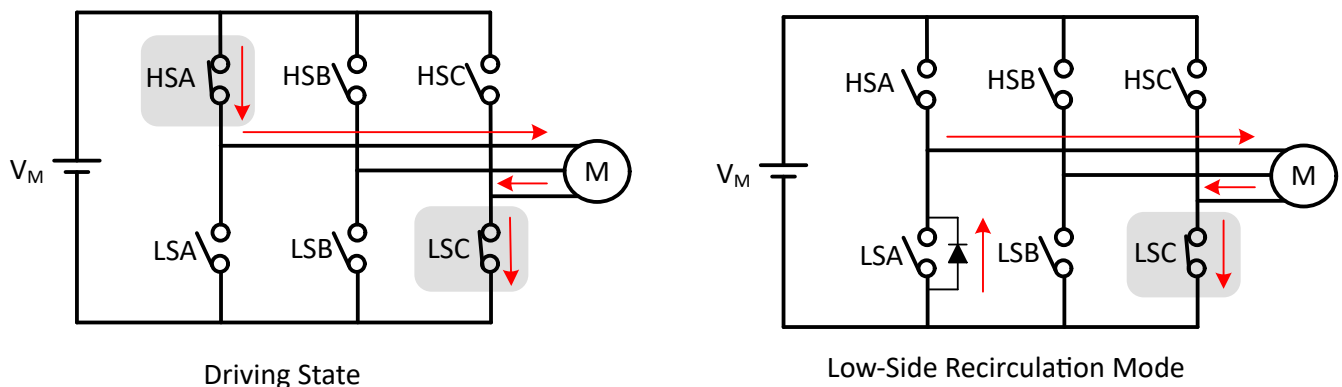 HSA HSB HSC
V_M
M
LSA LSB LSC
Driving State
HSA HSB HSC
V_M
M
LSA LSB LSC
Low-Side Recirculation Mode